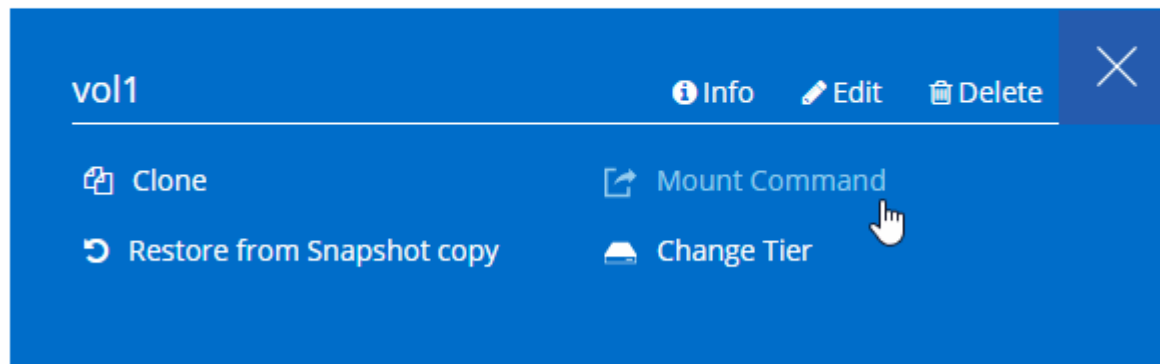 vol1 Info Edit Delete
Clone Mount Command
Restore from Snapshot copy Change Tier